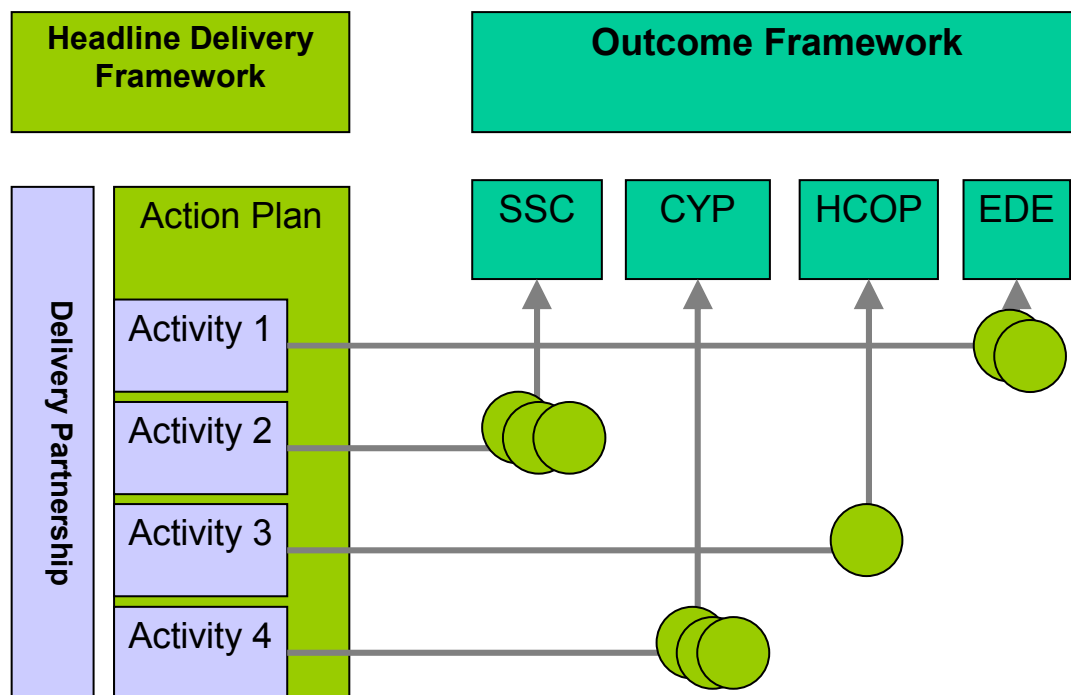 Headline Delivery
Framework
Outcome Framework
Delivery Partnership
Action Plan
Activity 1
Activity 2
Activity 3
Activity 4
SSC
CYP
HCOP
EDE